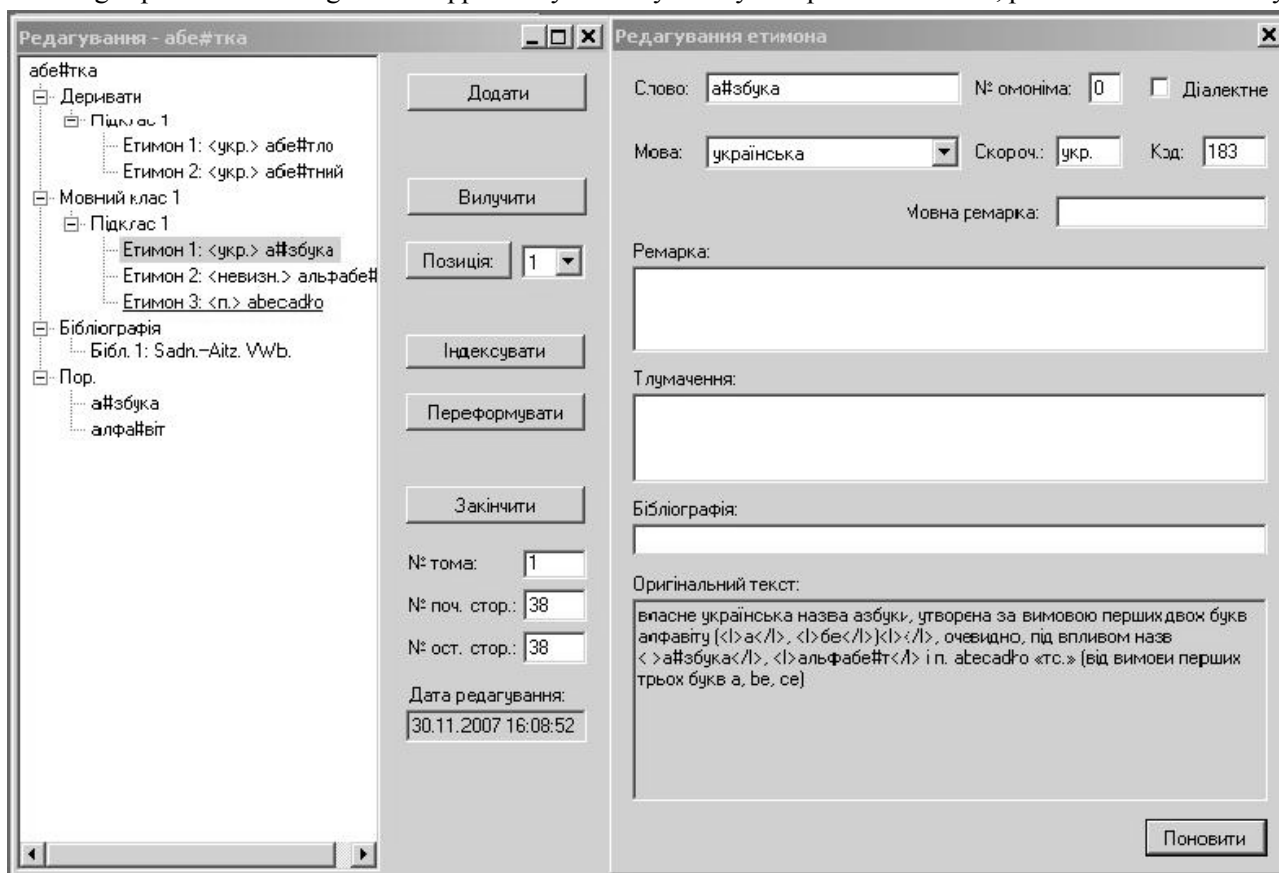 Редагування - абе#тка
абе#тка
Деривати
Підклас 1
Етимон 1: <укр.> абе#тло
Етимон 2: <укр.> абе#тний
Мовний клас 1
Підклас 1
Етимон 1: <укр.> а#збука
Етимон 2: <невизн.> альфабе#
Етимон 3: <п.> abecadło
Бібліографія
Бібл. 1: Sadn.–Aitz. VWb.
Пор.
а#збука
алфа#віт
Додати
Вилучити
Позиція: 1
Індексувати
Переформувати
Закінчити
№ тома: 1
№ поч. стор.: 38
№ ост. стор.: 38
Дата редагування:
30.11.2007 16:08:52
Редагування етимона
Слово: а#збука № омоніма: 0 Діалектне
Мова: українська Скороч.: укр. Код: 183
Мовна ремарка:
Ремарка:
Тлумачення:
Бібліографія:
Оригінальний текст:
власне українська назва азбуки, утворена за вимовою перших двох букв
алфавіту (<I>а</I>, <I>бе</I>)<I></I>, очевидно, під впливом назв
< >а#збука</I>, <I>альфабе#т</I> і п. abecadło «тс.» (від вимови перших
трьох букв a, be, ce)
Поновити